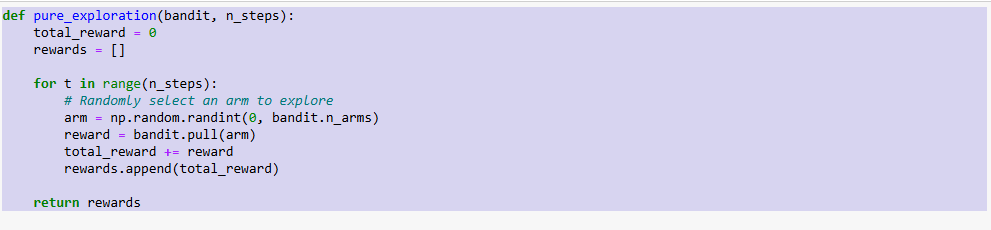 def pure_exploration(bandit, n_steps):
    total_reward = 0
    rewards = []

    for t in range(n_steps):
        # Randomly select an arm to explore
        arm = np.random.randint(0, bandit.n_arms)
        reward = bandit.pull(arm)
        total_reward += reward
        rewards.append(total_reward)

    return rewards